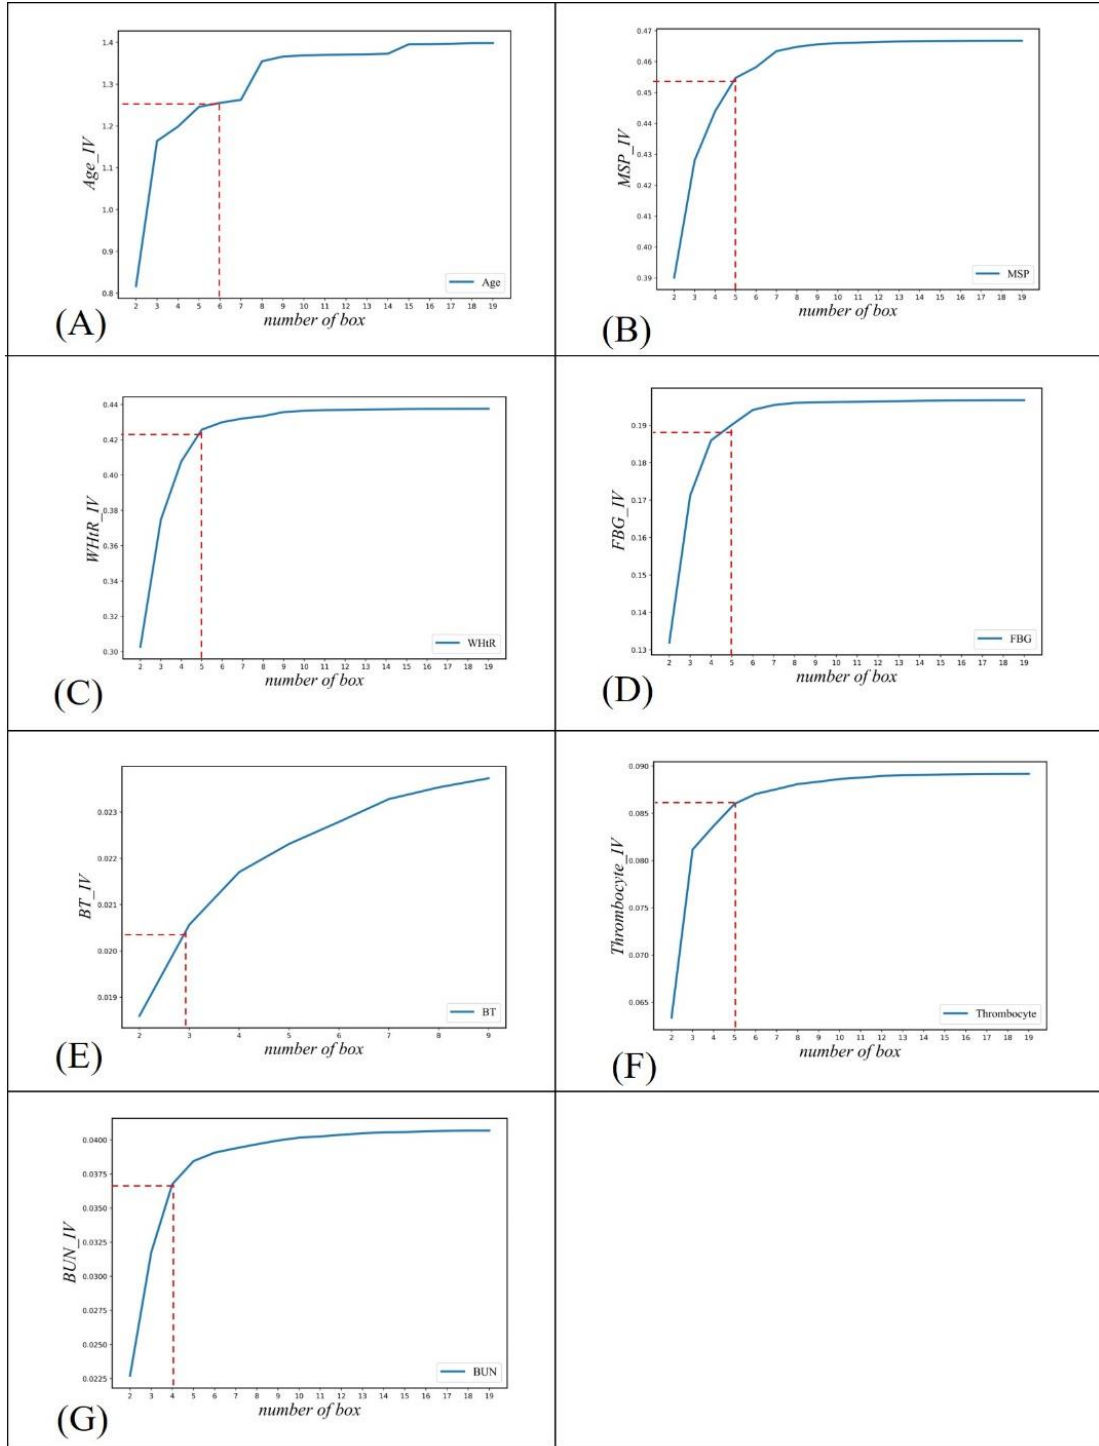 1.4
1.3
1.2
1.1
1.0
0.9
0.8
Age_IV
Age
2 3 4 5 6 7 8 9 10 11 12 13 14 15 16 17 18 19
number of box
(A)
0.47
0.46
0.45
0.44
0.43
0.42
0.41
0.40
0.39
MSP_IV
MSP
2 3 4 5 6 7 8 9 10 11 12 13 14 15 16 17 18 19
number of box
(B)
0.44
0.42
0.40
0.38
0.36
0.34
0.32
0.30
WHtR_IV
WHtR
2 3 4 5 6 7 8 9 10 11 12 13 14 15 16 17 18 19
number of box
(C)
0.19
0.18
0.17
0.16
0.15
0.14
0.13
FBG_IV
FBG
2 3 4 5 6 7 8 9 10 11 12 13 14 15 16 17 18 19
number of box
(D)
0.023
0.022
0.021
0.020
0.019
BT_IV
BT
2 3 4 5 6 7 8 9
number of box
(E)
0.090
0.085
0.080
0.075
0.070
0.065
Thrombocyte_IV
Thrombocyte
2 3 4 5 6 7 8 9 10 11 12 13 14 15 16 17 18 19
number of box
(F)
0.0400
0.0375
0.0350
0.0325
0.0300
0.0275
0.0250
0.0225
BUN_IV
BUN
2 3 4 5 6 7 8 9 10 11 12 13 14 15 16 17 18 19
number of box
(G)